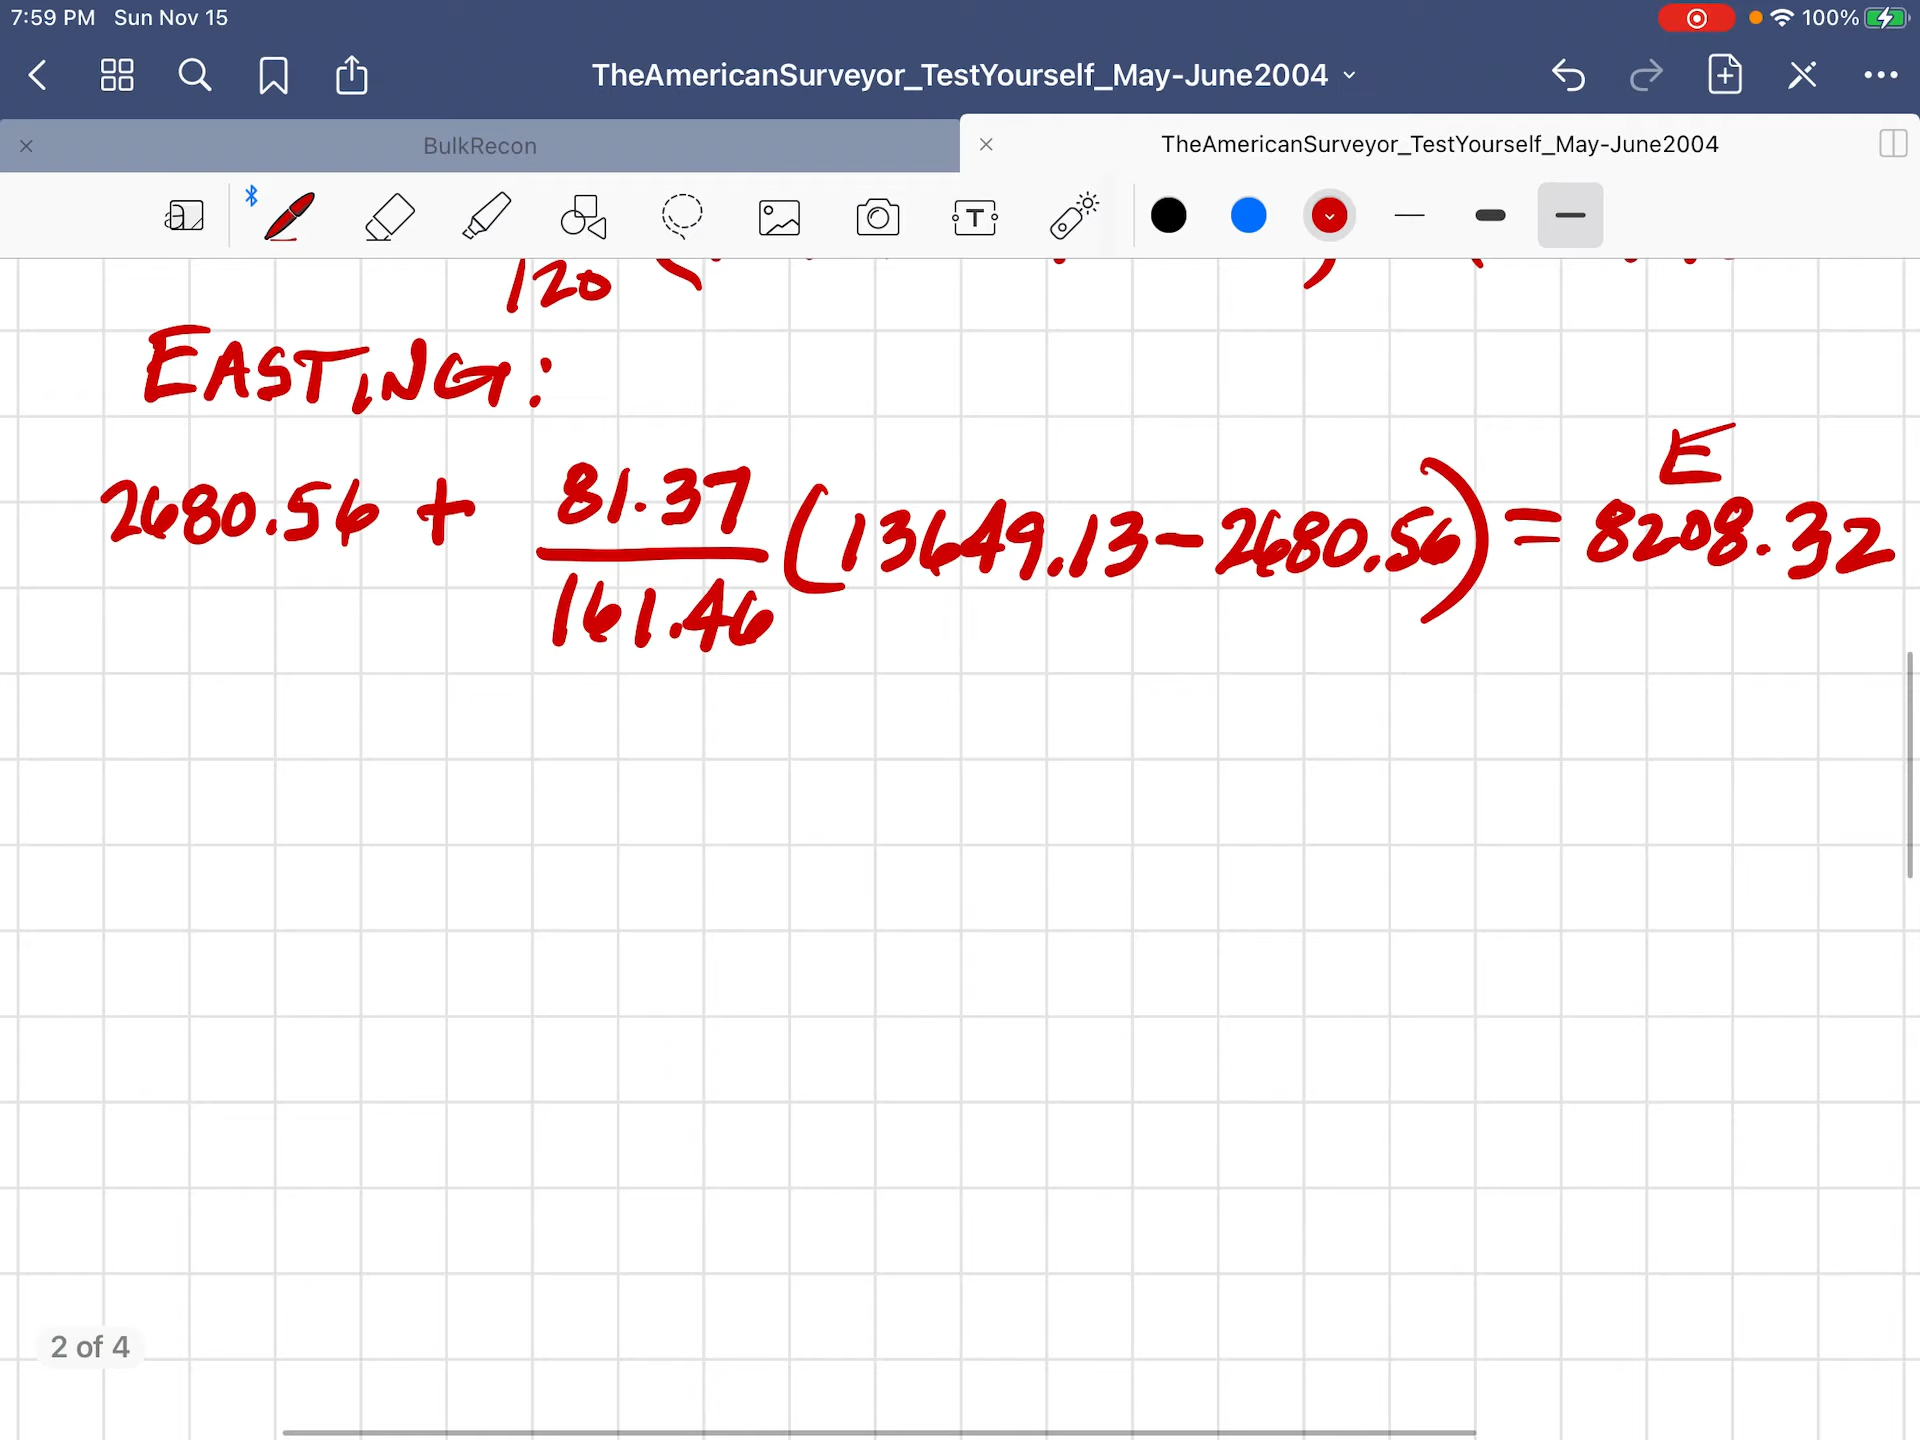 7:59 PM Sun Nov 15 100%
TheAmericanSurveyor_TestYourself_May-June2004
BulkRecon TheAmericanSurveyor_TestYourself_May-June2004
120
EASTING:
E
2680.56 + 81.37 (13649.13-2680.56) = 8208.32
161.46
2 of 4